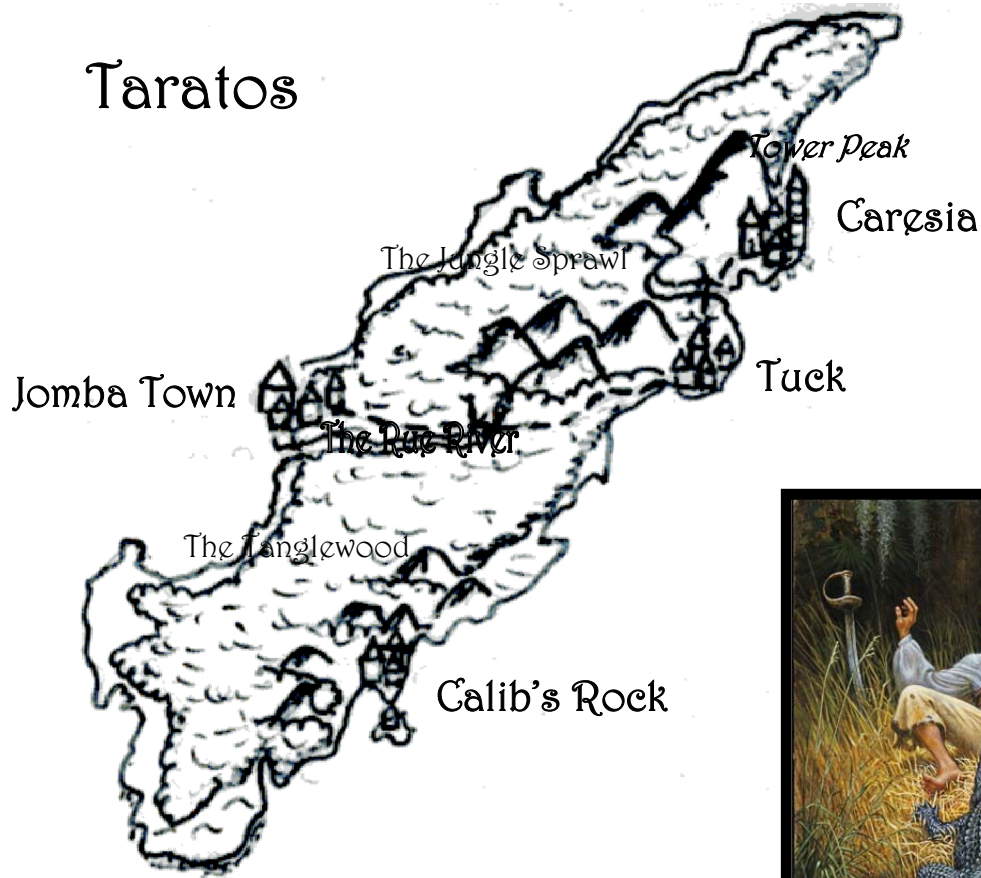 Taratos
Tower Peak
Caresia
The Jungle Sprawl
Tuck
Jomba Town
The Rue River
The Tanglewood
Calib's Rock